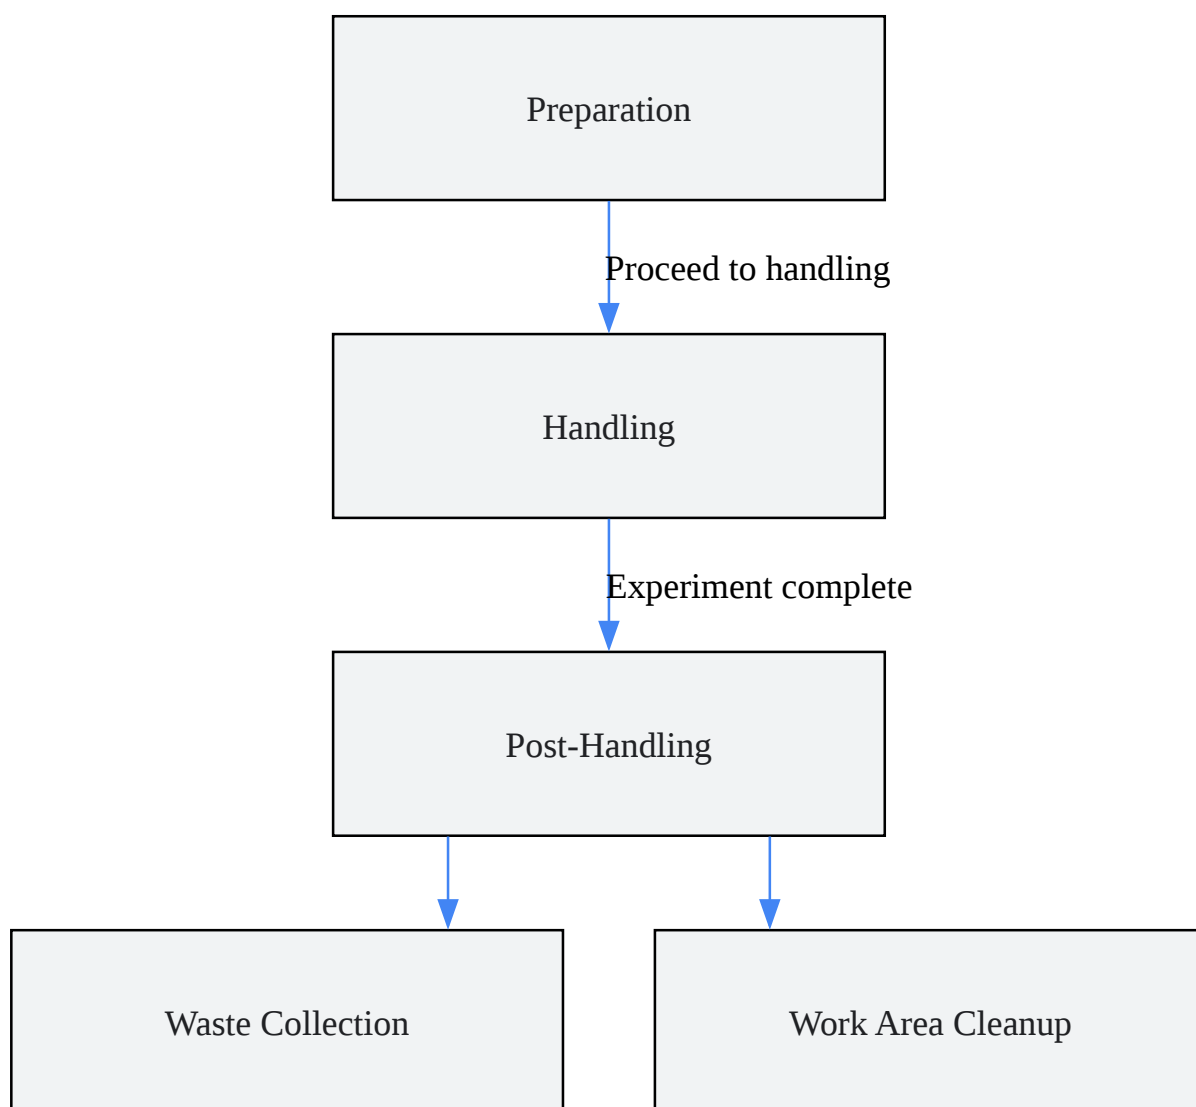 Preparation
Proceed to handling
Handling
Experiment complete
Post-Handling
Waste Collection
Work Area Cleanup